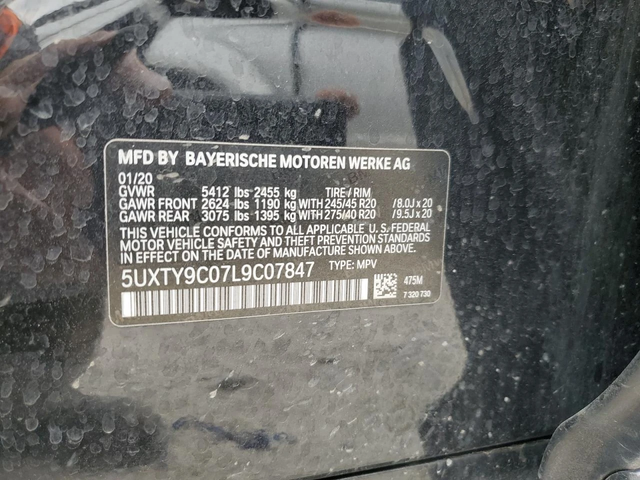 MFD BY BAYERISCHE MOTOREN WERKE AG
01/20
GVWR 5412 lbs 2455 kg TIRE / RIM
GAWR FRONT 2624 lbs 1190 kg WITH 245/45 R20 / 8.0J x 20
GAWR REAR 3075 lbs 1395 kg WITH 275/40 R20 / 9.5J x 20
THIS VEHICLE CONFORMS TO ALL APPLICABLE U. S. FEDERAL
MOTOR VEHICLE SAFETY AND THEFT PREVENTION STANDARDS
IN EFFECT ON THE DATE OF MANUFACTURE SHOWN ABOVE.
5UXTY9C07L9C07847 TYPE: MPV
475M
7 320 730